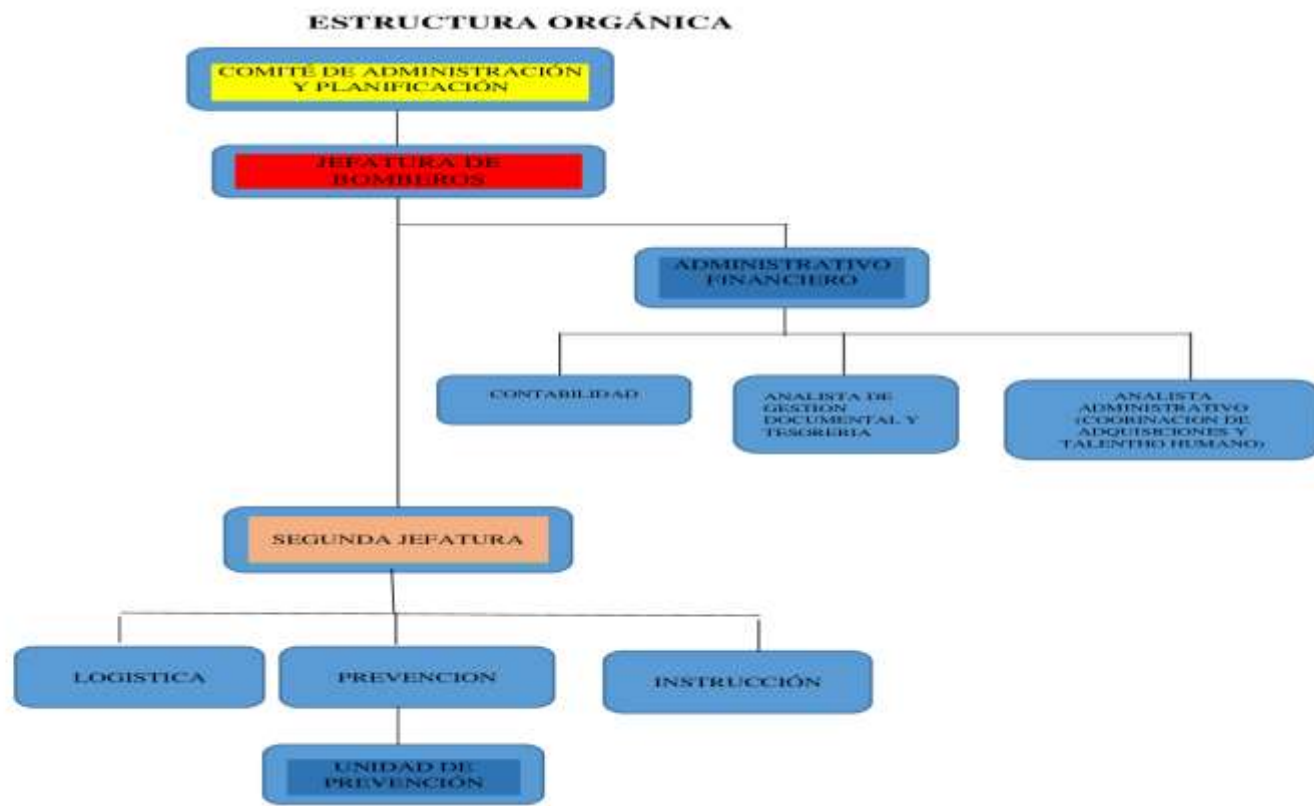 ESTRUCTURA ORGÁNICA
COMITÉ DE ADMINISTRACIÓN
Y PLANIFICACIÓN
JEFATURA DE
BOMBEROS
ADMINISTRATIVO
FINANCIERO
CONTABILIDAD
ANALISTA DE
GESTION
DOCUMENTAL Y
TESORERIA
ANALISTA
ADMINISTRATIVO
(COORINACION DE
ADQUISICIONES Y
TALENTHO HUMANO)
SEGUNDA JEFATURA
LOGISTICA
PREVENCION
INSTRUCCIÓN
UNIDAD DE
PREVENCIÓN